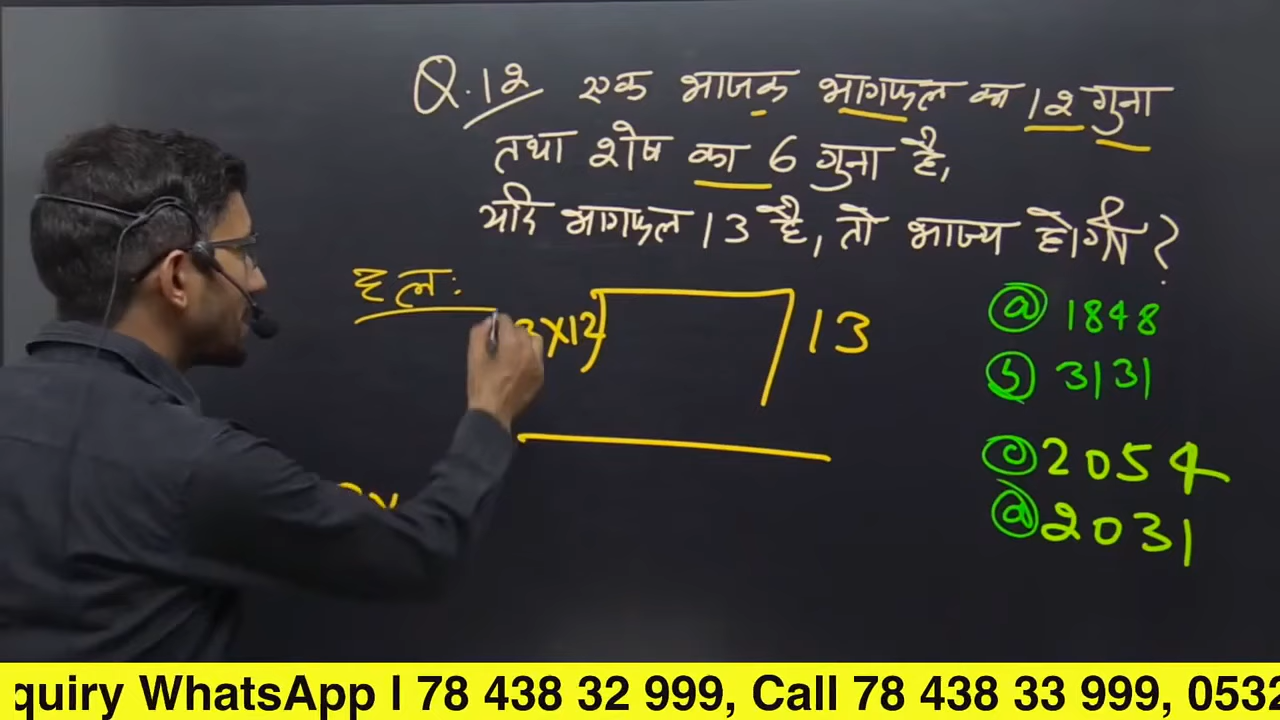 Q.12 एक भाजक भागफल का 12 गुना
तथा शेष का 6 गुना है,
यदि भागफल 13 है, तो भाज्य होगा ?
हलः
3×12) 13
@ 1848
b 3131
c 2054
d 2031
quiry WhatsApp I 78 438 32 999, Call 78 438 33 999, 0532